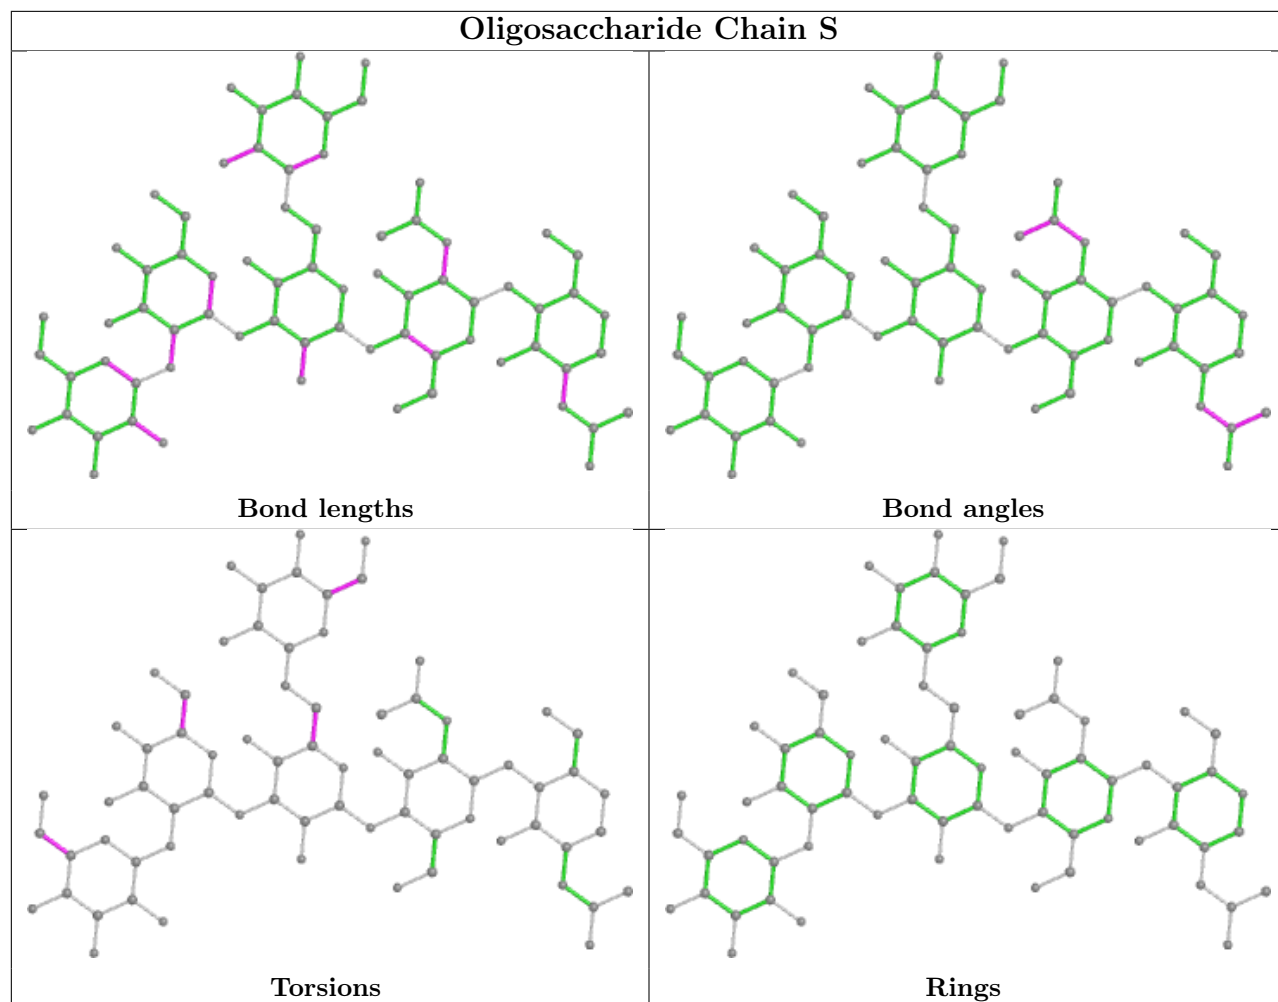 Oligosaccharide Chain S
Bond lengths
Bond angles
Torsions
Rings